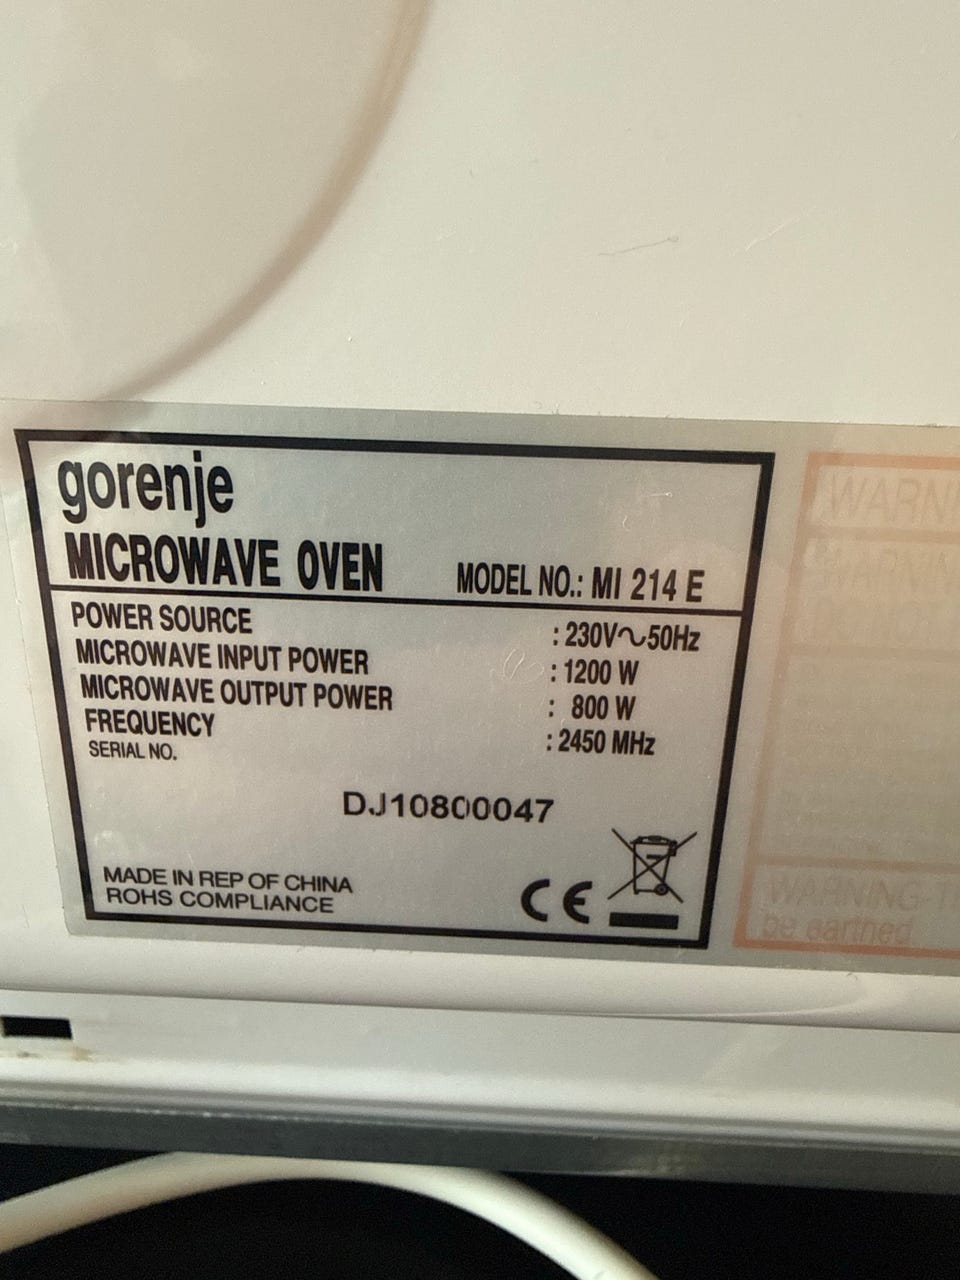 gorenje
MICROWAVE OVEN MODEL NO.: MI 214 E
POWER SOURCE : 230V~50Hz
MICROWAVE INPUT POWER : 1200 W
MICROWAVE OUTPUT POWER : 800 W
FREQUENCY : 2450 MHz
SERIAL NO.
DJ10800047
MADE IN REP OF CHINA
ROHS COMPLIANCE
CE
WARNING
be earthed